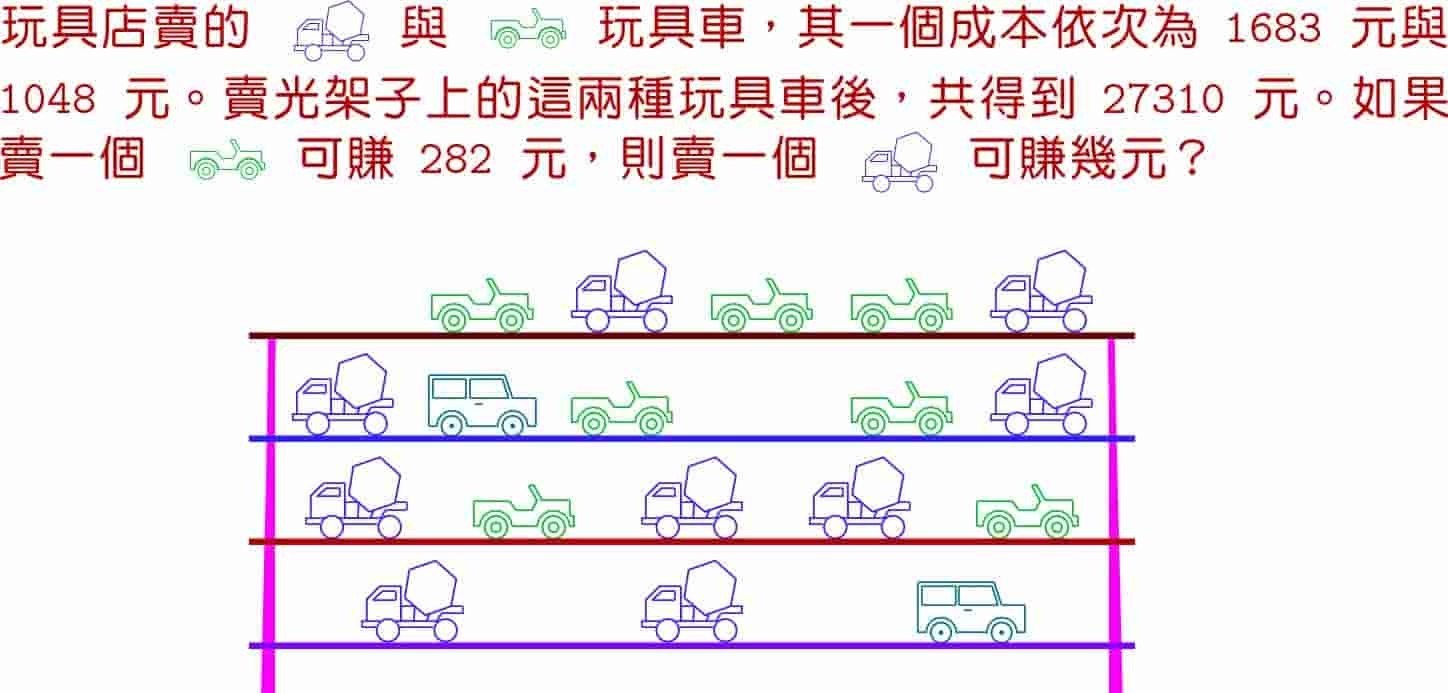 玩具店賣的 與 玩具車，其一個成本依次為 1683 元與
1048 元。賣光架子上的這兩種玩具車後，共得到 27310 元。如果
賣一個 可賺 282 元，則賣一個 可賺幾元？